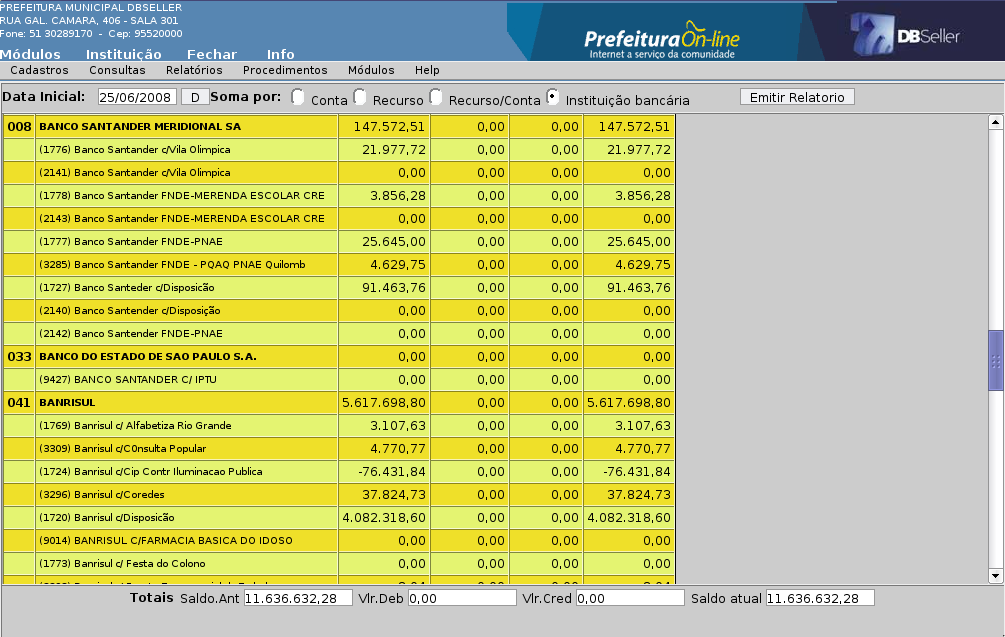 PREFEITURA MUNICIPAL DBSELLER
RUA GAL. CAMARA, 406 - SALA 301
Fone: 51 30289170 - Cep: 95520000
PrefeituraOn-line
Internet a serviço da comunidade
DBSeller
Módulos Instituição Fechar Info
Cadastros Consultas Relatórios Procedimentos Módulos Help
Data Inicial: 25/06/2008 D Soma por: Conta Recurso Recurso/Conta Instituição bancária Emitir Relatorio
008 BANCO SANTANDER MERIDIONAL SA 147.572,51 0,00 0,00 147.572,51
(1776) Banco Santander c/Vila Olimpica 21.977,72 0,00 0,00 21.977,72
(2141) Banco Santander c/Vila Olimpica 0,00 0,00 0,00 0,00
(1778) Banco Santander FNDE-MERENDA ESCOLAR CRE 3.856,28 0,00 0,00 3.856,28
(2143) Banco Santander FNDE-MERENDA ESCOLAR CRE 0,00 0,00 0,00 0,00
(1777) Banco Santander FNDE-PNAE 25.645,00 0,00 0,00 25.645,00
(3285) Banco Santander FNDE - PQAQ PNAE Quilomb 4.629,75 0,00 0,00 4.629,75
(1727) Banco Santeder c/Disposicão 91.463,76 0,00 0,00 91.463,76
(2140) Banco Santender c/Disposição 0,00 0,00 0,00 0,00
(2142) Banco Santender FNDE-PNAE 0,00 0,00 0,00 0,00
033 BANCO DO ESTADO DE SAO PAULO S.A. 0,00 0,00 0,00 0,00
(9427) BANCO SANTANDER C/ IPTU 0,00 0,00 0,00 0,00
041 BANRISUL 5.617.698,80 0,00 0,00 5.617.698,80
(1769) Banrisul c/ Alfabetiza Rio Grande 3.107,63 0,00 0,00 3.107,63
(3309) Banrisul c/C0nsulta Popular 4.770,77 0,00 0,00 4.770,77
(1724) Banrisul c/Cip Contr Iluminacao Publica -76.431,84 0,00 0,00 -76.431,84
(3296) Banrisul c/Coredes 37.824,73 0,00 0,00 37.824,73
(1720) Banrisul c/Disposicão 4.082.318,60 0,00 0,00 4.082.318,60
(9014) BANRISUL C/FARMACIA BASICA DO IDOSO 0,00 0,00 0,00 0,00
(1773) Banrisul c/ Festa do Colono 0,00 0,00 0,00 0,00
Totais Saldo.Ant 11.636.632,28 Vlr.Deb 0,00 Vlr.Cred 0,00 Saldo atual 11.636.632,28